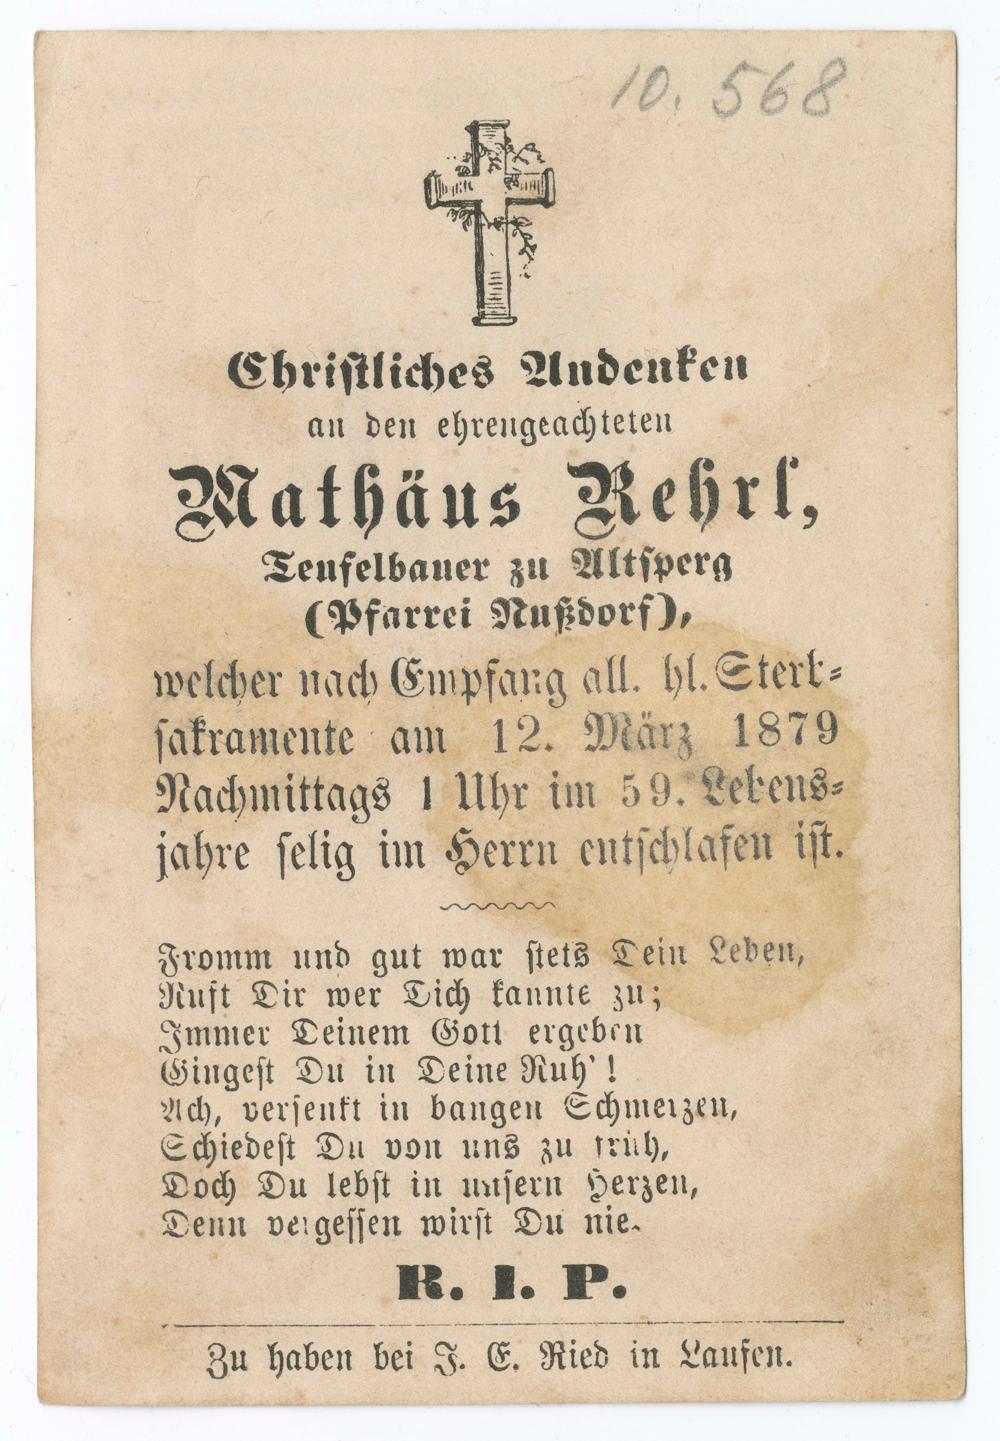 10. 568
Christliches Andenken
an den ehrengeachteten
Mathäus Rehrl,
Teufelbauer zu Altsperg
(Pfarrei Nußdorf),
welcher nach Empfang all. hl. Sterb-
sakramente am 12. März 1879
Nachmittags 1 Uhr im 59. Lebens-
jahre selig im Herrn entschlafen ist.
Fromm und gut war stets Dein Leben,
Ruft Dir wer Dich kannte zu;
Immer Deinem Gott ergeben
Gingest Du in Deine Ruh'!
Ach, versenkt in bangen Schmerzen,
Schiedest Du von uns zu früh,
Doch Du lebst in unsern Herzen,
Denn vergessen wirst Du nie.
R. I. P.
Zu haben bei J. E. Ried in Laufen.